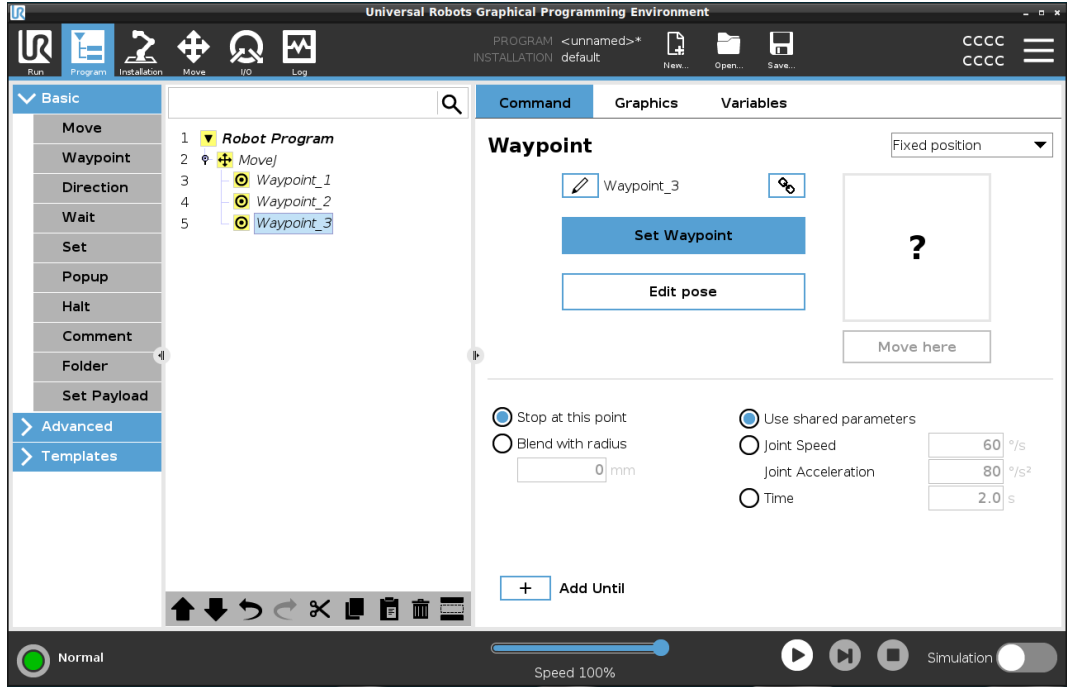 Universal Robots Graphical Programming Environment
UR
Run
Program
Installation
Move
I/O
Log
PROGRAM <unnamed>*
INSTALLATION default
New...
Open...
Save...
CCCC
CCCC
Basic
Move
Waypoint
Direction
Wait
Set
Popup
Halt
Comment
Folder
Set Payload
Advanced
Templates
1 Robot Program
2 MoveJ
3 Waypoint_1
4 Waypoint_2
5 Waypoint_3
Command Graphics Variables
Waypoint
Fixed position
Waypoint_3
Set Waypoint
Edit pose
?
Move here
Stop at this point
Blend with radius
0 mm
Use shared parameters
Joint Speed 60 °/s
Joint Acceleration 80 °/s²
Time 2.0 s
+ Add Until
Normal
Speed 100%
Simulation